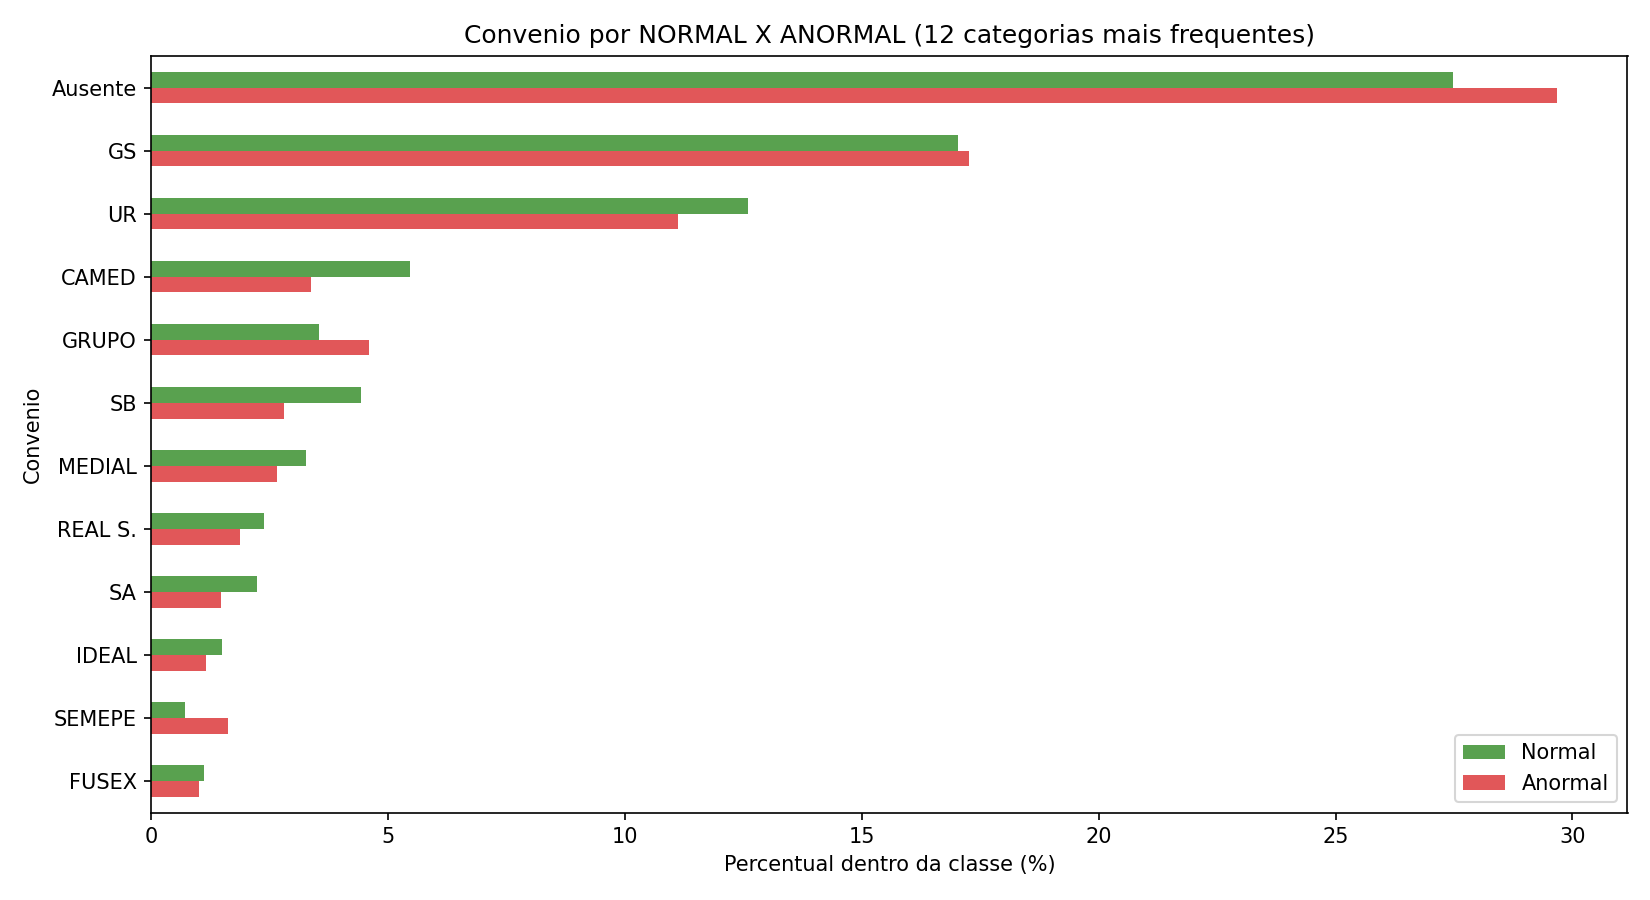 Convenio por NORMAL X ANORMAL (12 categorias mais frequentes)
Convenio
Ausente
GS
UR
CAMED
GRUPO
SB
MEDIAL
REAL S.
SA
IDEAL
SEMEPE
FUSEX
Normal
Anormal
0 5 10 15 20 25 30
Percentual dentro da classe (%)